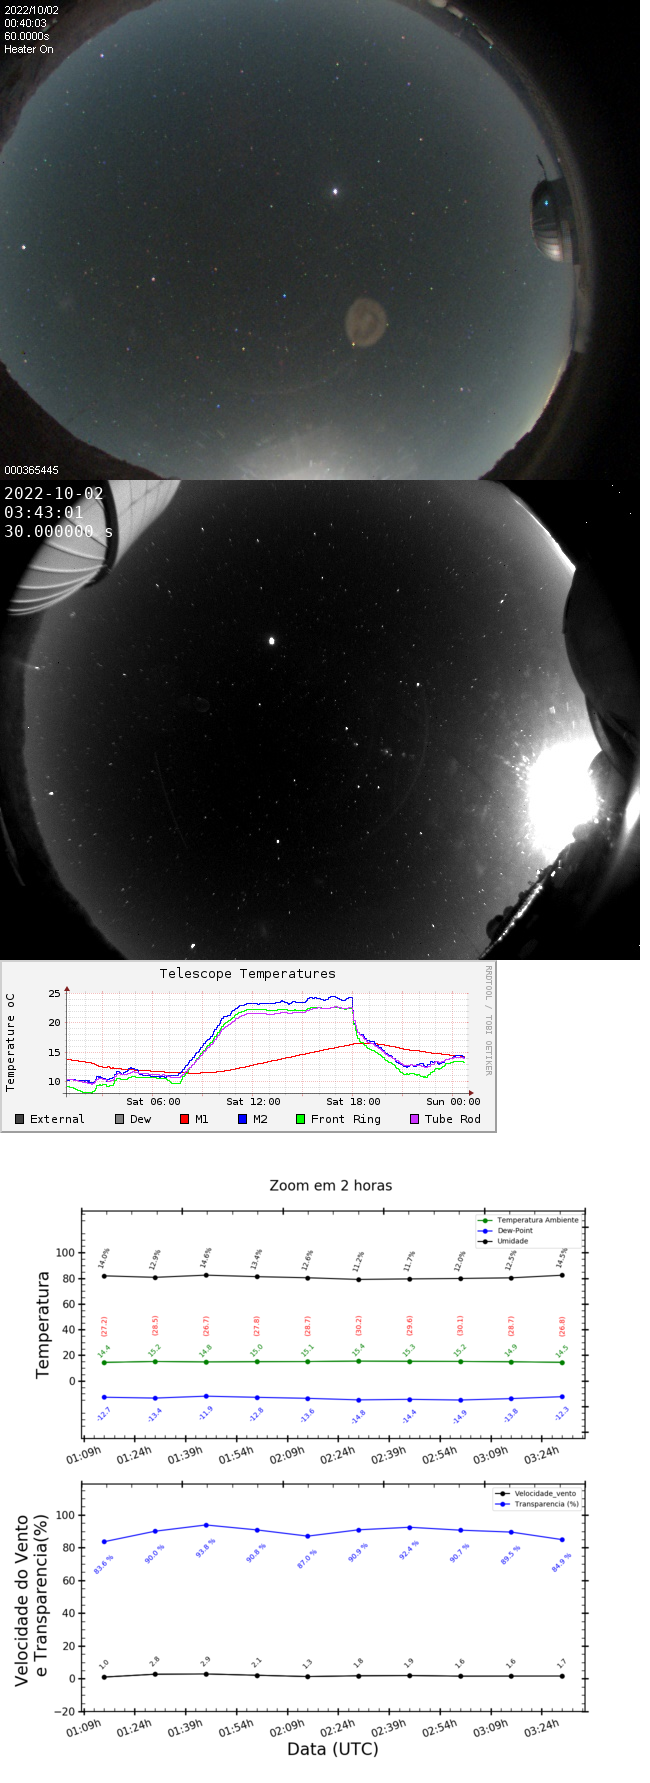 2022/10/02
00:40:03
60.0000s
Heater On
000365445
2022-10-02
03:43:01
30.000000 s
Telescope Temperatures
Temperature oC
25
20
15
10
Sat 06:00 Sat 12:00 Sat 18:00 Sun 00:00
External Dew M1 M2 Front Ring Tube Rod
RRDTOOL / TOBI OETIKER
Zoom em 2 horas
Temperatura
Temperatura Ambiente
Dew-Point
Umidade
100
80
60
40
20
0
14.0% 12.9% 14.6% 13.4% 12.6% 11.2% 11.7% 12.0% 12.5% 14.5%
(27.2) (28.5) (26.7) (27.8) (28.7) (30.2) (29.6) (30.1) (28.7) (26.8)
14.4 15.2 14.8 15.0 15.1 15.4 15.3 15.2 14.9 14.5
-12.7 -13.4 -11.9 -12.8 -13.6 -14.8 -14.4 -14.9 -13.8 -12.3
01:09h 01:24h 01:39h 01:54h 02:09h 02:24h 02:39h 02:54h 03:09h 03:24h
Velocidade do Vento
e Transparencia(%)
Velocidade_vento
Transparencia (%)
100
80
60
40
20
0
−20
83.6 % 90.0 % 93.8 % 90.8 % 87.0 % 90.9 % 92.4 % 90.7 % 89.5 % 84.9 %
1.0 2.8 2.9 2.1 1.3 1.8 1.9 1.6 1.6 1.7
01:09h 01:24h 01:39h 01:54h 02:09h 02:24h 02:39h 02:54h 03:09h 03:24h
Data (UTC)